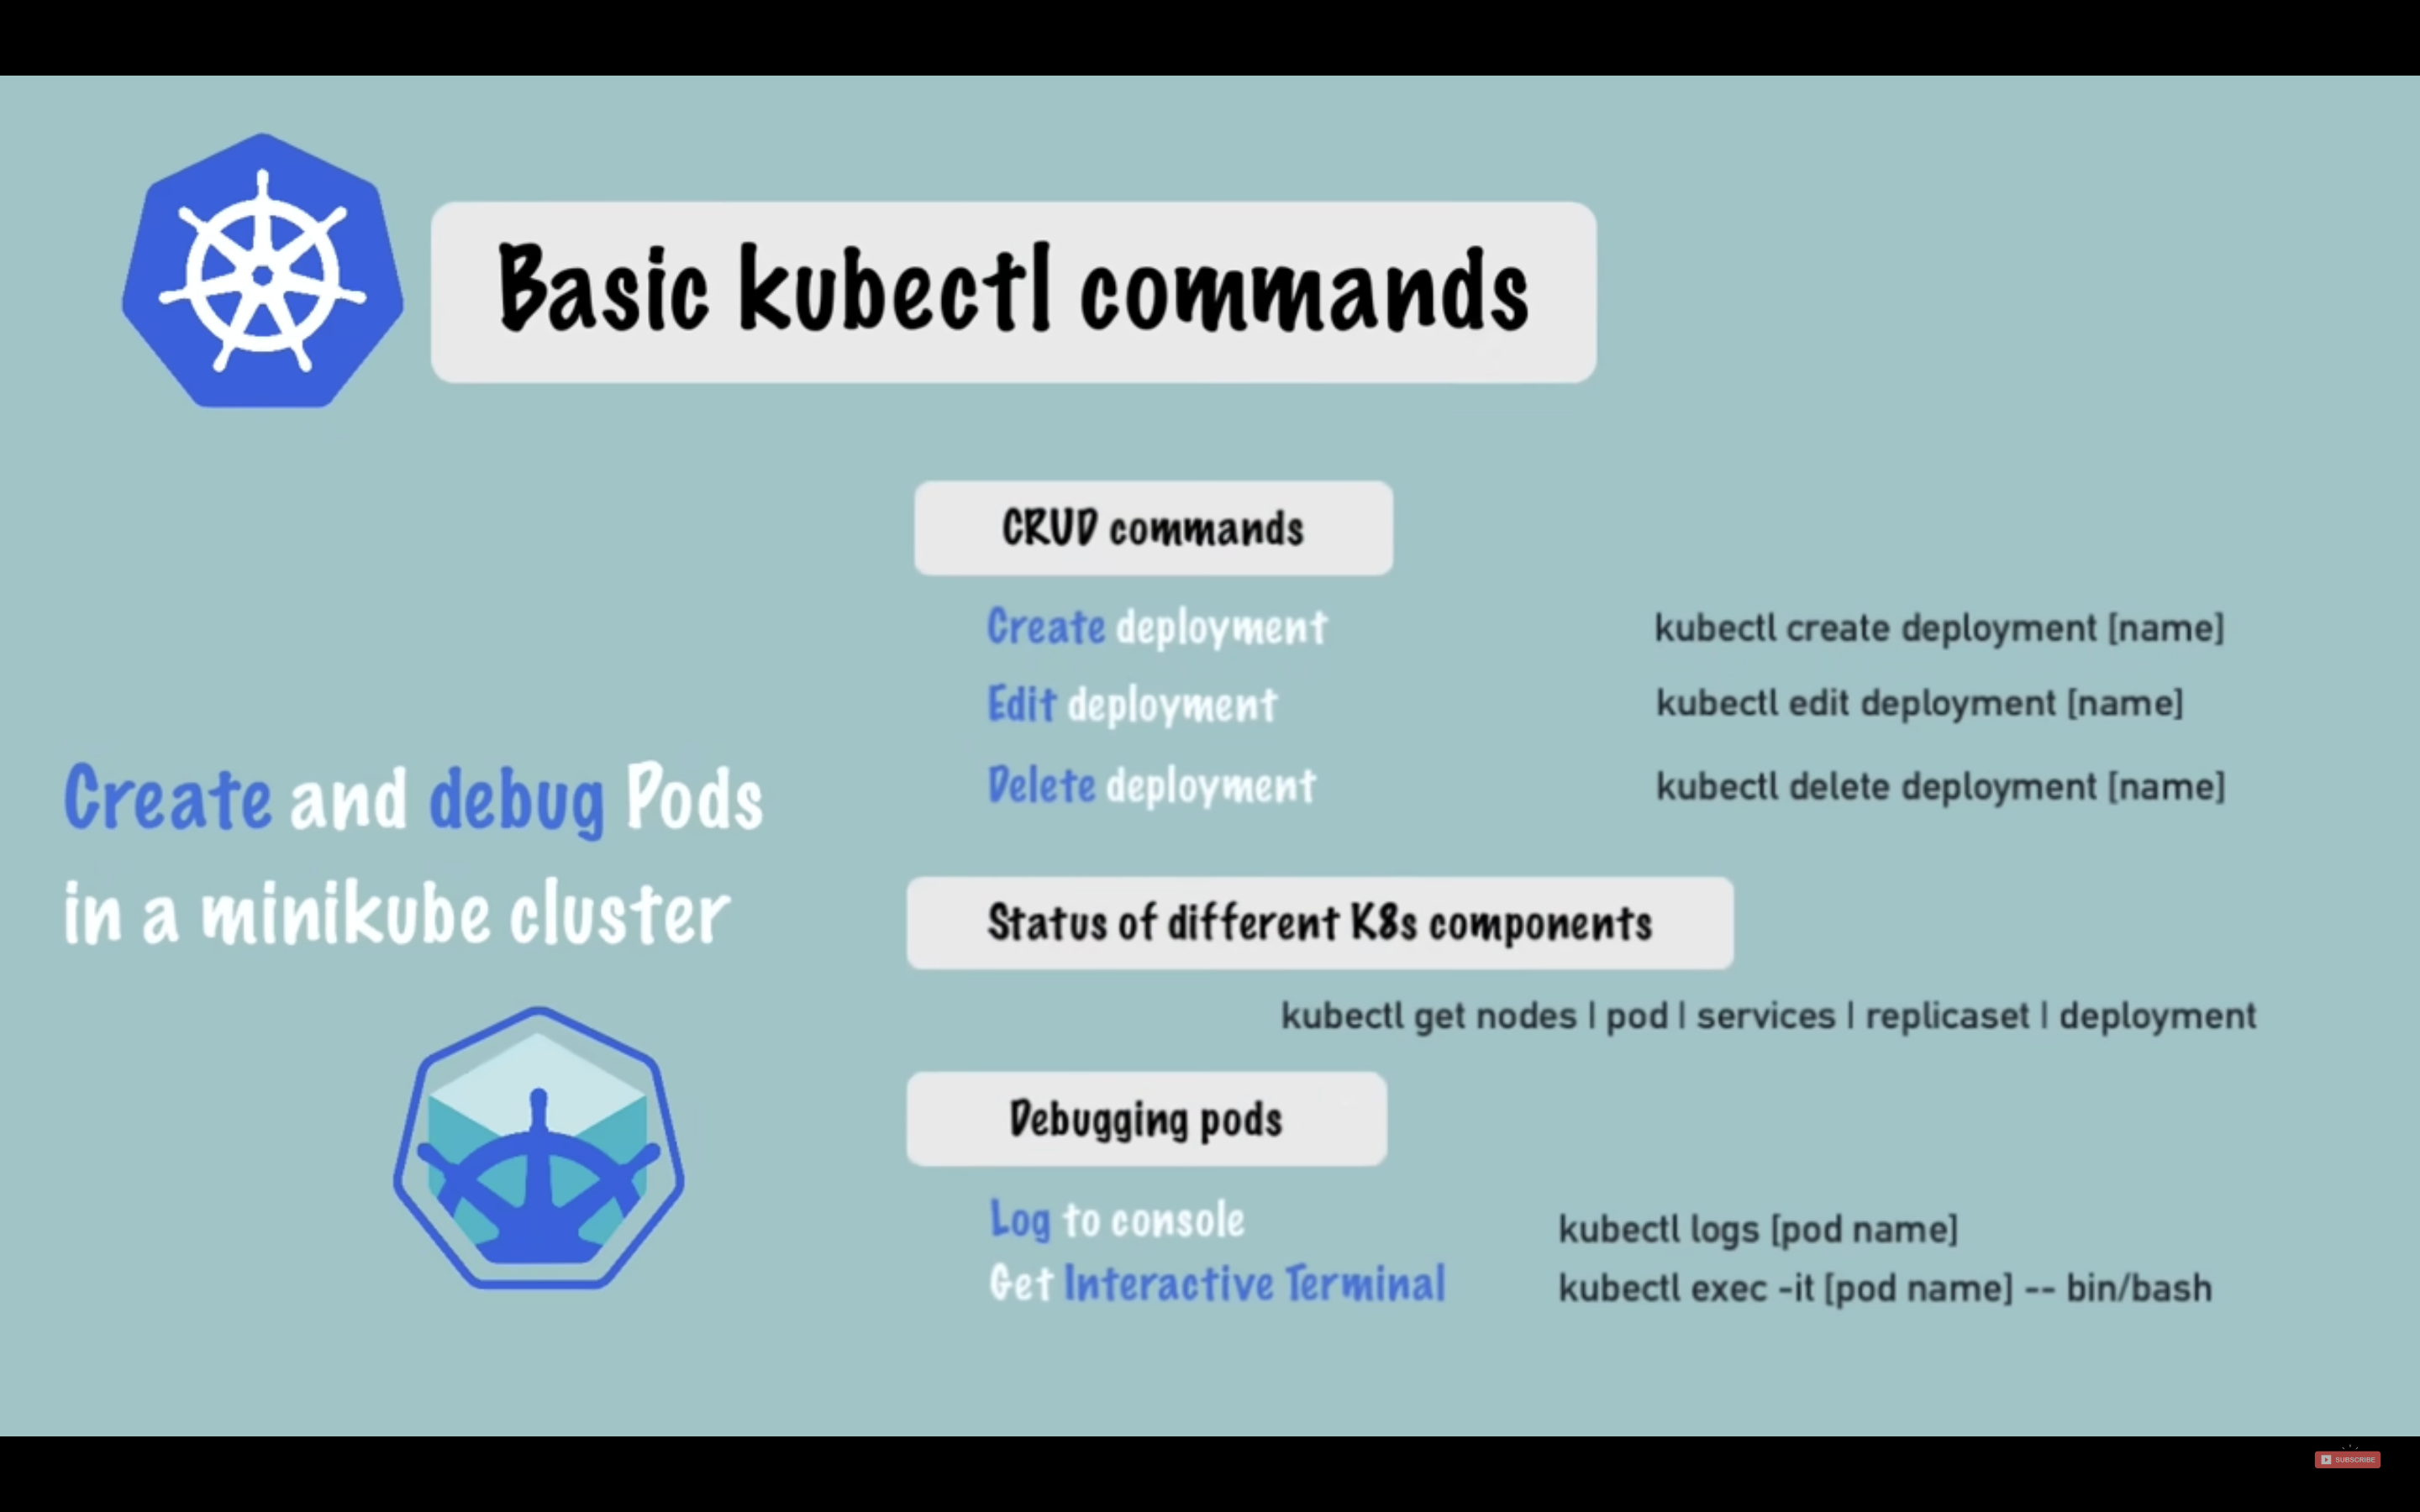 Basic kubectl commands
Create and debug Pods
in a minikube cluster
CRUD commands
Create deployment kubectl create deployment [name]
Edit deployment kubectl edit deployment [name]
Delete deployment kubectl delete deployment [name]
Status of different K8s components
kubectl get nodes | pod | services | replicaset | deployment
Debugging pods
Log to console kubectl logs [pod name]
Get Interactive Terminal kubectl exec -it [pod name] -- bin/bash
SUBSCRIBE